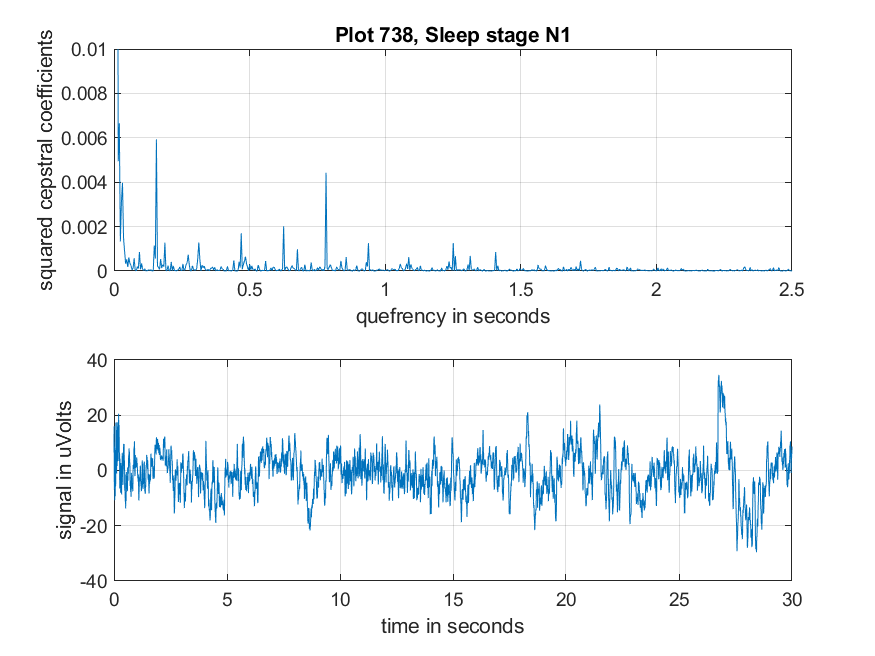 Plot 738, Sleep stage N1
squared cepstral coefficients
0.01
0.008
0.006
0.004
0.002
0
0 0.5 1 1.5 2 2.5
quefrency in seconds
signal in uVolts
40
20
0
-20
-40
0 5 10 15 20 25 30
time in seconds